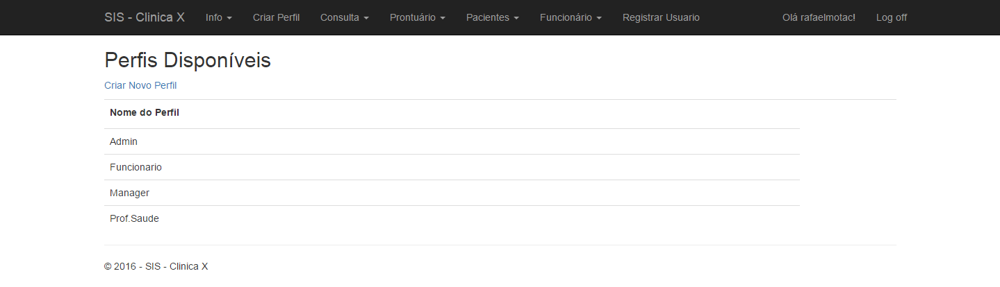 SIS - Clinica X Info Criar Perfil Consulta Prontuário Pacientes Funcionário Registrar Usuario Olá rafaelmotac! Log off
Perfis Disponíveis
Criar Novo Perfil
Nome do Perfil
Admin
Funcionario
Manager
Prof.Saude
© 2016 - SIS - Clinica X